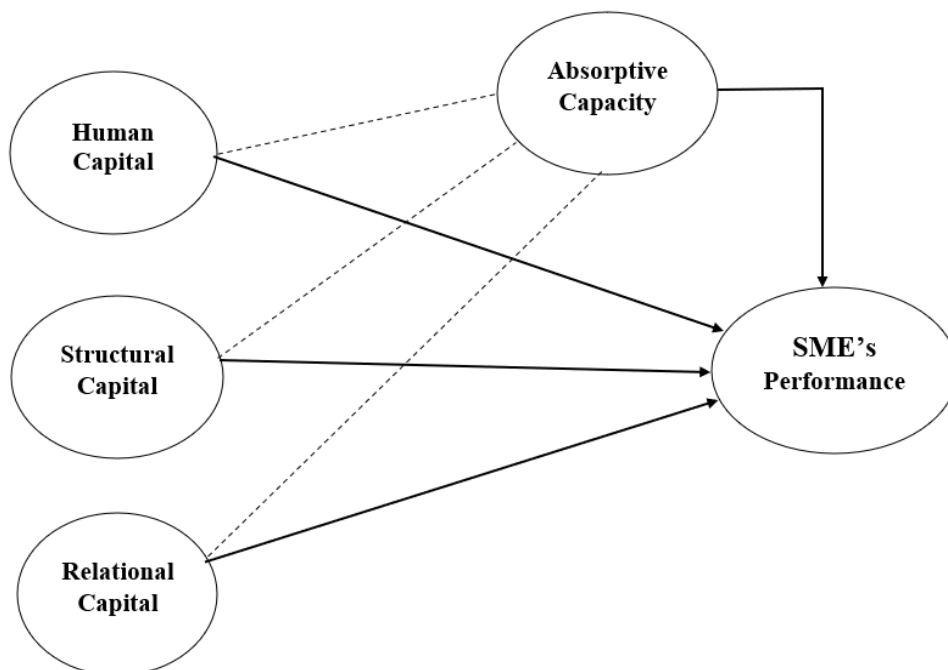 Absorptive
Capacity
Human
Capital
Structural
Capital
SME’s
Performance
Relational
Capital